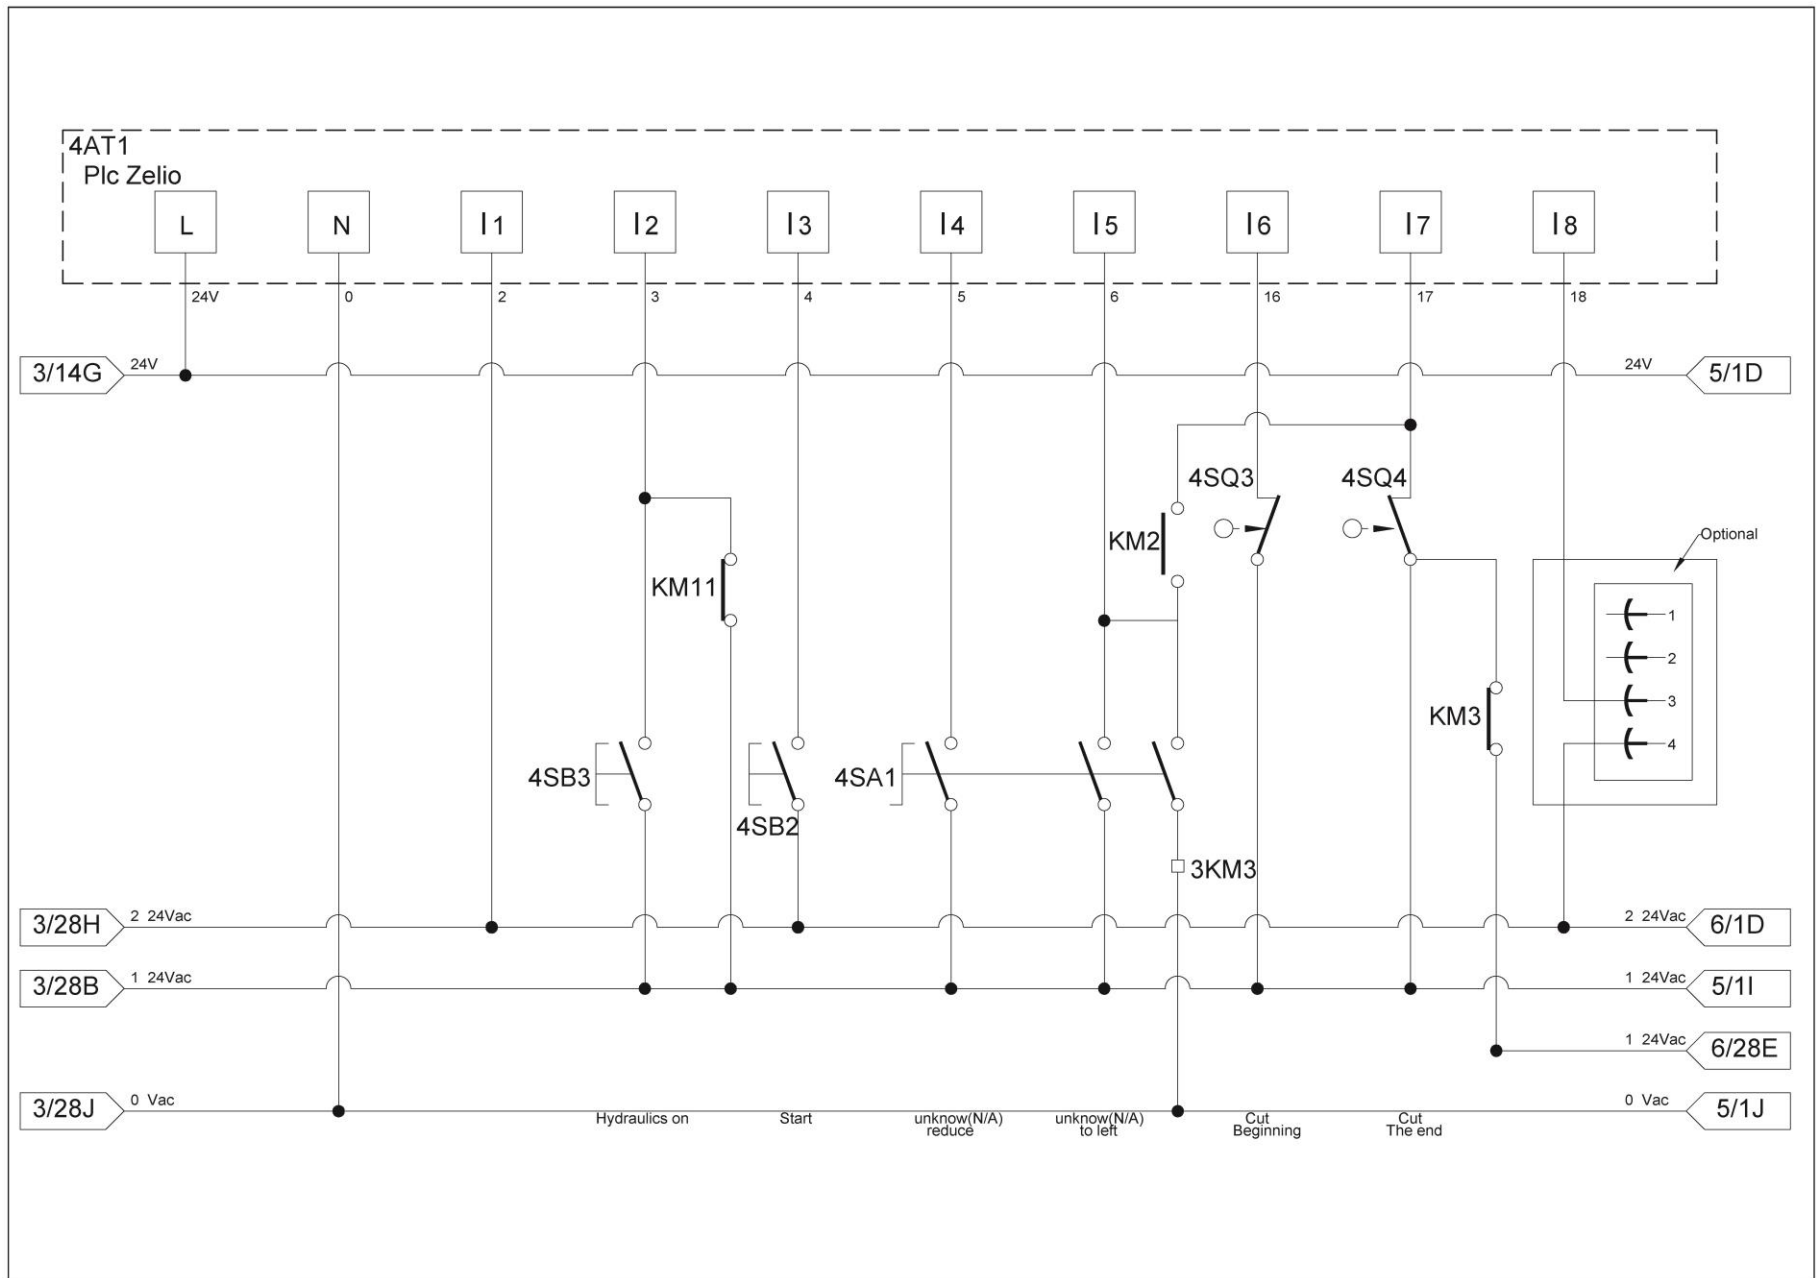 4AT1
Plc Zelio
L
N
I1
I2
I3
I4
I5
I6
I7
I8
24V
0
2
3
4
5
6
16
17
18
3/14G
24V
24V
5/1D
4SQ3
4SQ4
KM2
KM11
Optional
1
2
3
4
KM3
4SB3
4SB2
4SA1
3KM3
3/28H
2 24Vac
2 24Vac
6/1D
3/28B
1 24Vac
1 24Vac
5/1I
1 24Vac
6/28E
3/28J
0 Vac
0 Vac
5/1J
Hydraulics on
Start
unknow(N/A)
reduce
unknow(N/A)
to left
Cut
Beginning
Cut
The end